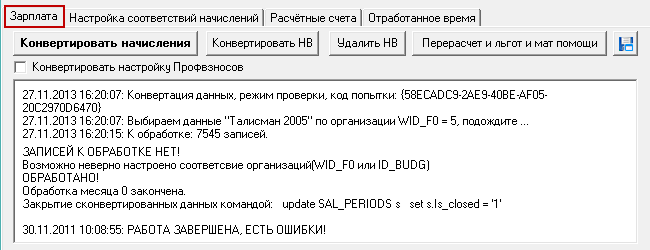 Зарплата Настройка соответствий начислений Расчётные счета Отработанное время
Конвертировать начисления Конвертировать НВ Удалить НВ Перерасчет и льгот и мат помощи
Конвертировать настройку Профвзносов
27.11.2013 16:20:07: Конвертация данных, режим проверки, код попытки: {58ECADC9-2AE9-40BE-AF05-
20C2970D6470}
27.11.2013 16:20:07: Выбираем данные "Талисман 2005" по организации WID_F0 = 5, подождите ...
27.11.2013 16:20:15: К обработке: 7545 записей.
ЗАПИСЕЙ К ОБРАБОТКЕ НЕТ!
Возможно неверно настроено соответсвие организаций(WID_F0 или ID_BUDG)
ОБРАБОТАНО!
Обработка месяца 0 закончена.
Закрытие сконвертированных данных командой: update SAL_PERIODS s set s.Is_closed = '1'
30.11.2011 10:08:55: РАБОТА ЗАВЕРШЕНА, ЕСТЬ ОШИБКИ!